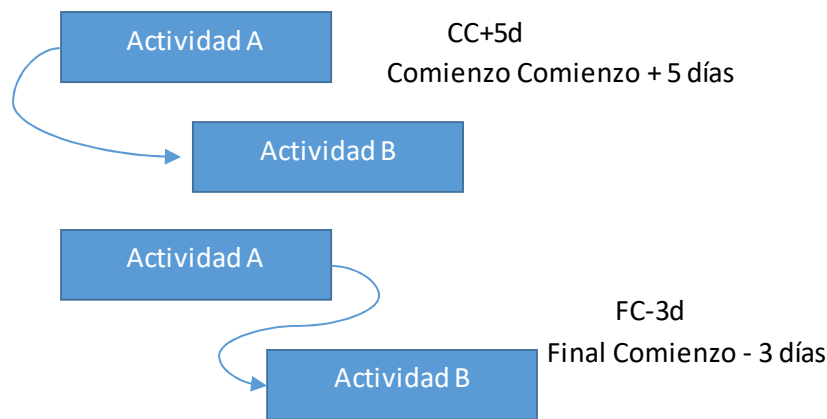 Actividad A
CC+5d
Comienzo Comienzo + 5 días
Actividad B
Actividad A
FC-3d
Final Comienzo - 3 días
Actividad B